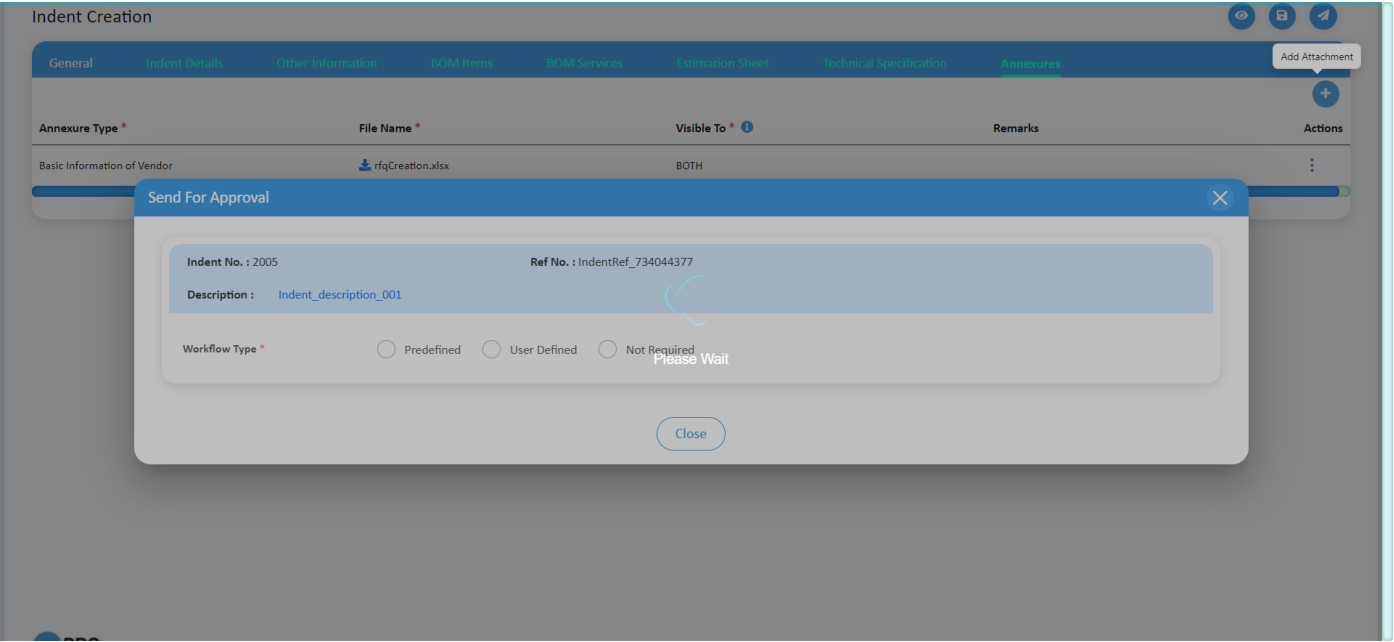 Indent Creation
General Indent Details Other Information BOM Items BOM Services Estimation Sheet Technical Specification Annexures
Add Attachment
Annexure Type * File Name * Visible To * Remarks Actions
Basic Information of Vendor rfqCreation.xlsx BOTH
Send For Approval
Indent No. : 2005 Ref No. : IndentRef_734044377
Description : Indent_description_001
Workflow Type * Predefined User Defined Not Required
Please Wait
Close